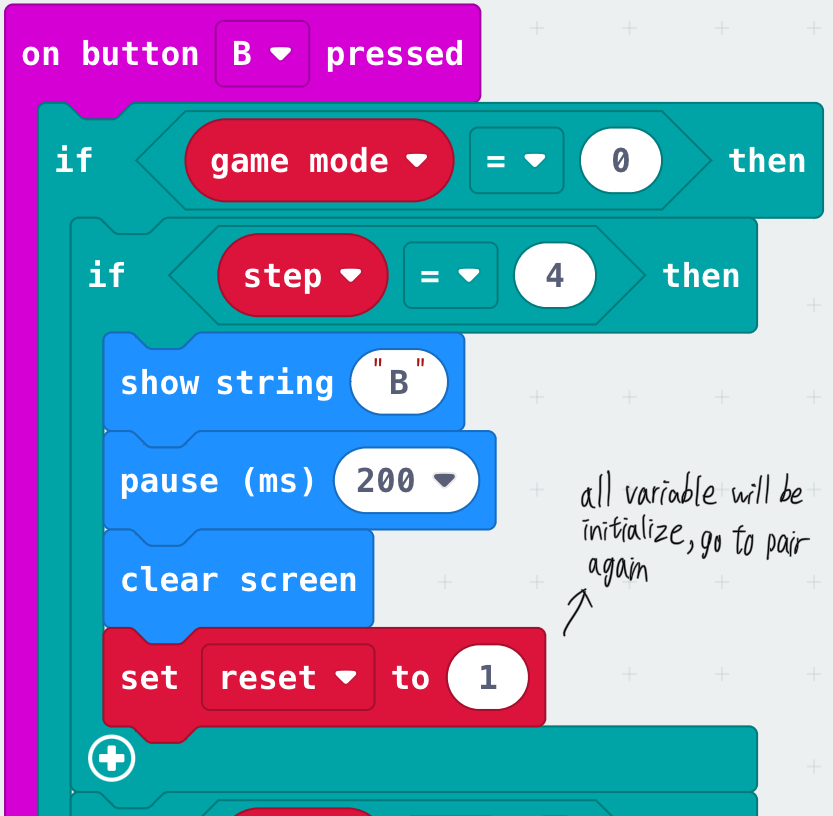 on button B pressed
if game mode = 0 then
if step = 4 then
show string "B"
pause (ms) 200
clear screen
set reset to 1
all variable will be
initialize, go to pair
again